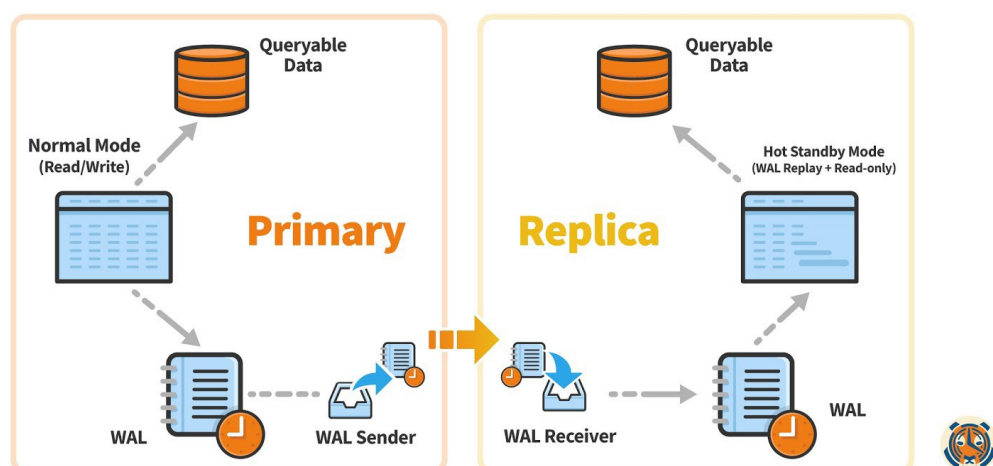 Queryable
Data
Normal Mode
(Read/Write)
Primary
WAL
WAL Sender
Queryable
Data
Hot Standby Mode
(WAL Replay + Read-only)
Replica
WAL Receiver
WAL